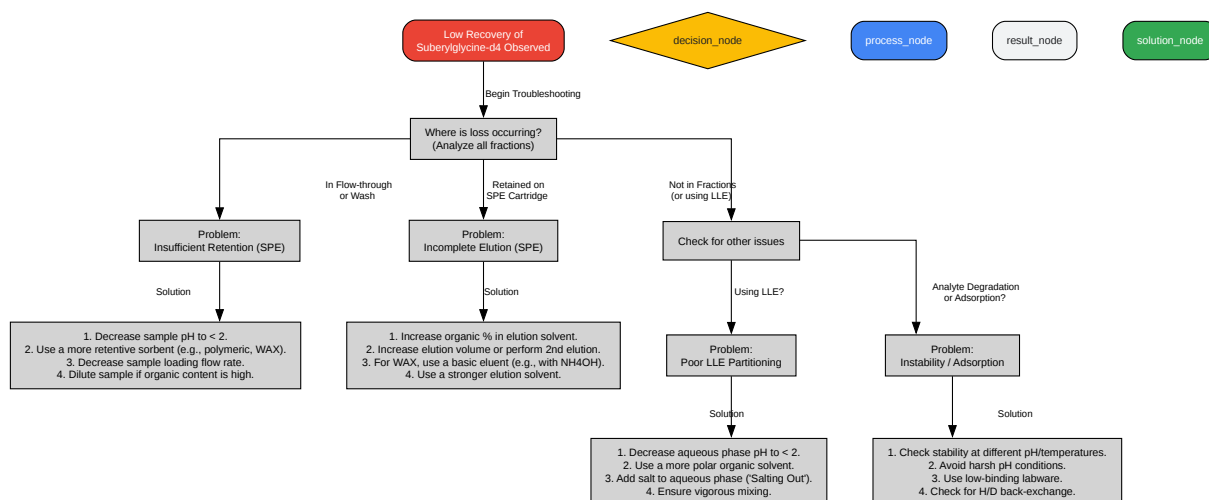 Low Recovery of
Suberylglycine-d4 Observed
decision_node
process_node
result_node
solution_node
Begin Troubleshooting
Where is loss occurring?
(Analyze all fractions)
In Flow-through
or Wash
Retained on
SPE Cartridge
Not in Fractions
(or using LLE)
Problem:
Insufficient Retention (SPE)
Problem:
Incomplete Elution (SPE)
Check for other issues
Solution
Solution
Using LLE?
Analyte Degradation
or Adsorption?
1. Decrease sample pH to < 2.
2. Use a more retentive sorbent (e.g., polymeric, WAX).
3. Decrease sample loading flow rate.
4. Dilute sample if organic content is high.
1. Increase organic % in elution solvent.
2. Increase elution volume or perform 2nd elution.
3. For WAX, use a basic eluent (e.g., with NH4OH).
4. Use a stronger elution solvent.
Problem:
Poor LLE Partitioning
Problem:
Instability / Adsorption
Solution
Solution
1. Decrease aqueous phase pH to < 2.
2. Use a more polar organic solvent.
3. Add salt to aqueous phase ('Salting Out').
4. Ensure vigorous mixing.
1. Check stability at different pH/temperatures.
2. Avoid harsh pH conditions.
3. Use low-binding labware.
4. Check for H/D back-exchange.